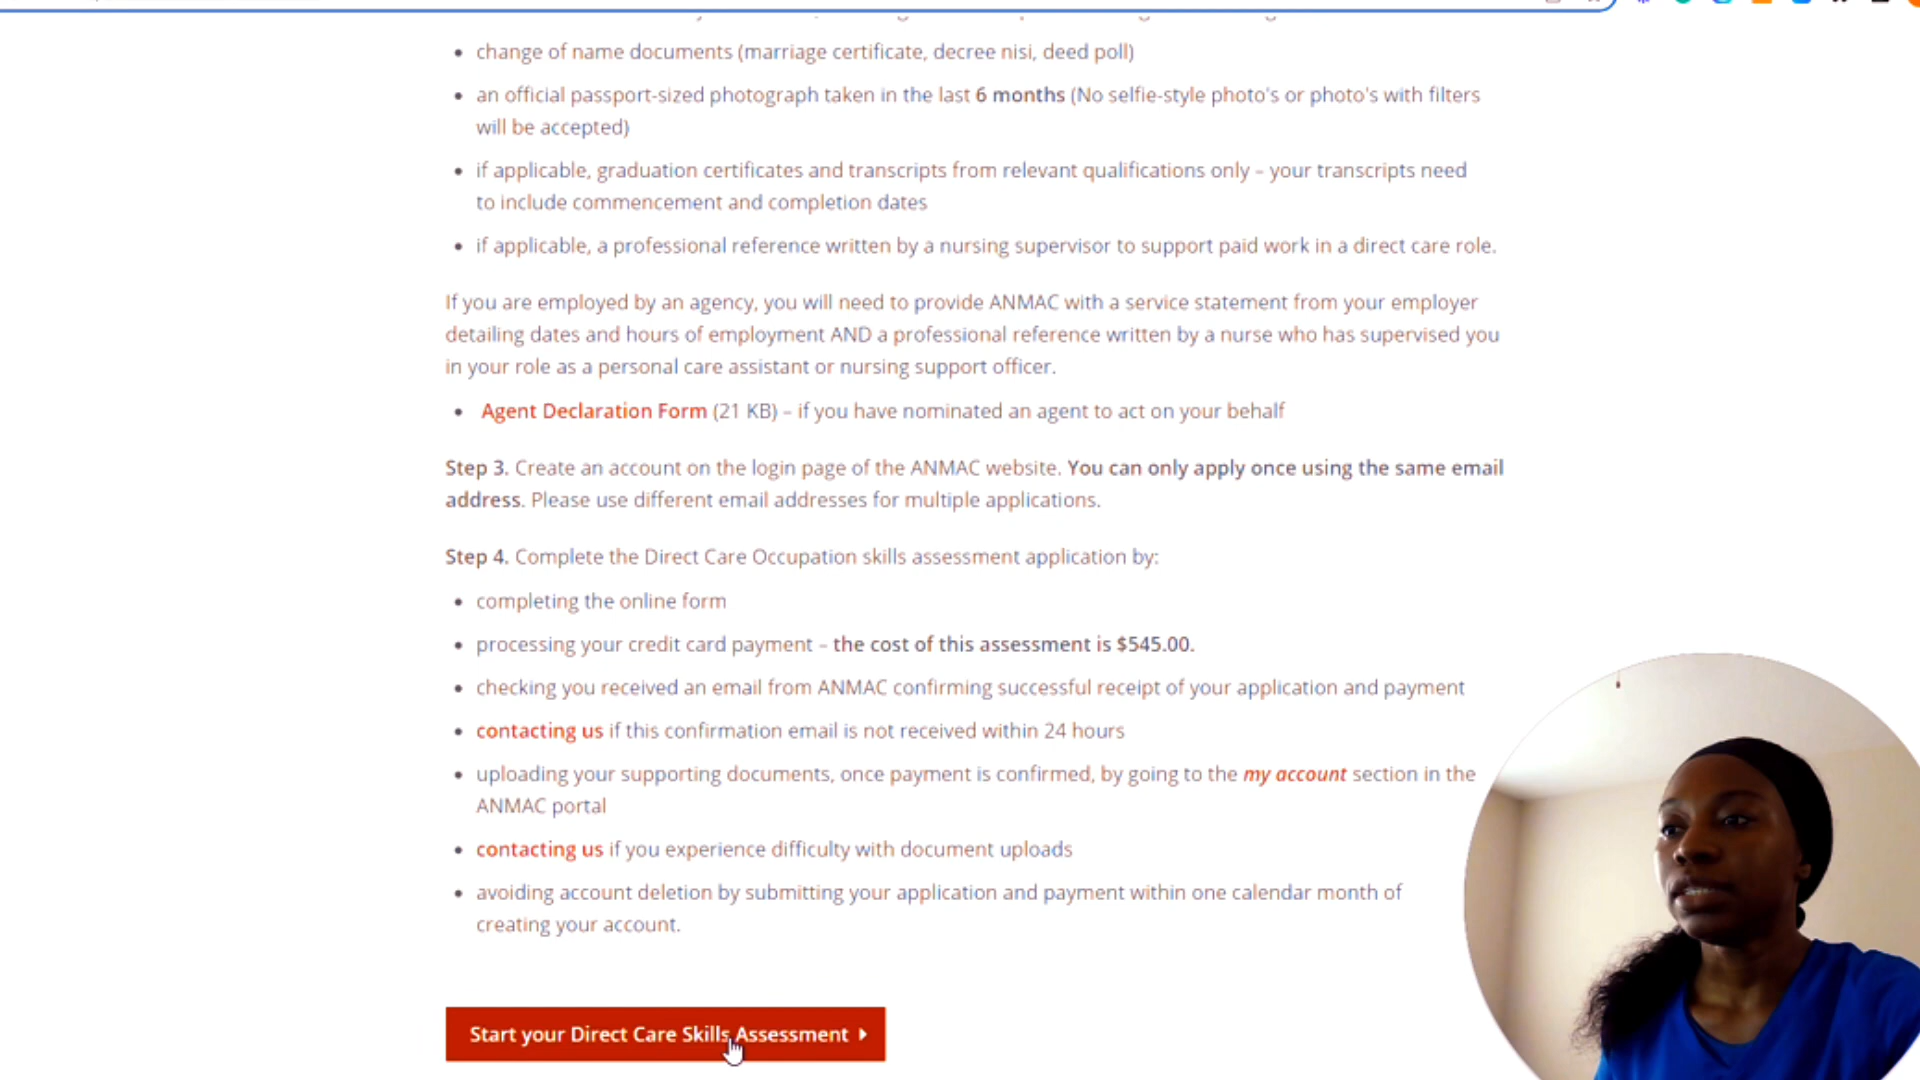 change of name documents (marriage certificate, decree nisi, deed poll)
an official passport-sized photograph taken in the last 6 months (No selfie-style photo's or photo's with filters
will be accepted)
if applicable, graduation certificates and transcripts from relevant qualifications only – your transcripts need
to include commencement and completion dates
if applicable, a professional reference written by a nursing supervisor to support paid work in a direct care role.
If you are employed by an agency, you will need to provide ANMAC with a service statement from your employer
detailing dates and hours of employment AND a professional reference written by a nurse who has supervised you
in your role as a personal care assistant or nursing support officer.
Agent Declaration Form (21 KB) – if you have nominated an agent to act on your behalf
Step 3. Create an account on the login page of the ANMAC website. You can only apply once using the same email
address. Please use different email addresses for multiple applications.
Step 4. Complete the Direct Care Occupation skills assessment application by:
completing the online form
processing your credit card payment – the cost of this assessment is $545.00.
checking you received an email from ANMAC confirming successful receipt of your application and payment
contacting us if this confirmation email is not received within 24 hours
uploading your supporting documents, once payment is confirmed, by going to the my account section in the
ANMAC portal
contacting us if you experience difficulty with document uploads
avoiding account deletion by submitting your application and payment within one calendar month of
creating your account.
Start your Direct Care Skills Assessment